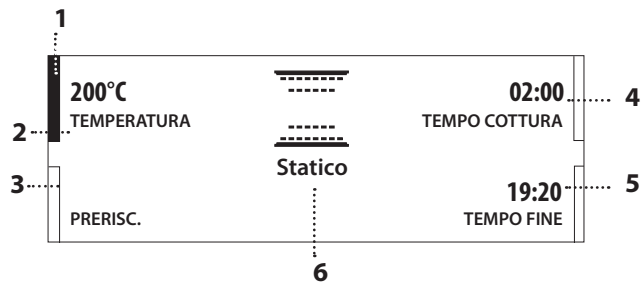 1
200°C
02:00
4
2
TEMPERATURA
TEMPO COTTURA
3
Statico
19:20
5
PRERISC.
TEMPO FINE
6